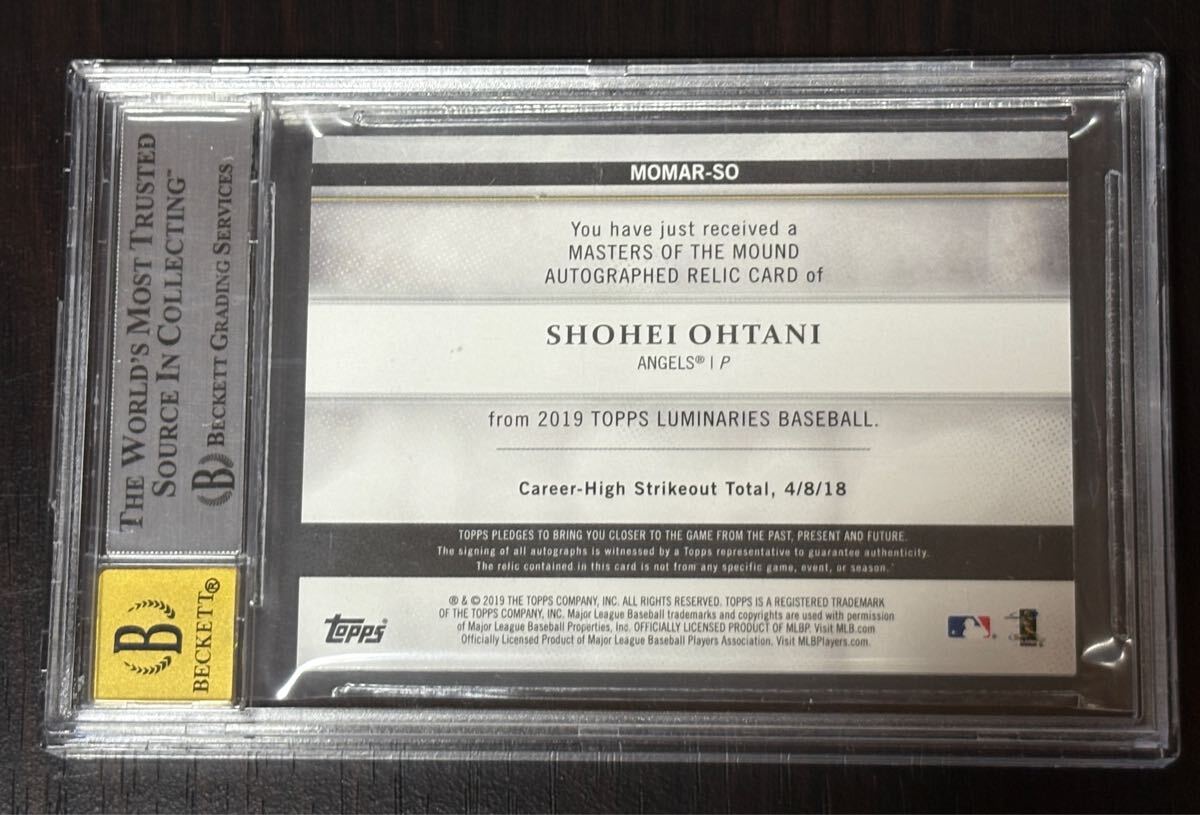 THE WORLD'S MOST TRUSTED
SOURCE IN COLLECTING™
B BECKETT GRADING SERVICES
B
BECKETT®
MOMAR-SO
You have just received a
MASTERS OF THE MOUND
AUTOGRAPHED RELIC CARD of
SHOHEI OHTANI
ANGELS® | P
from 2019 TOPPS LUMINARIES BASEBALL.
Career-High Strikeout Total, 4/8/18
TOPPS PLEDGES TO BRING YOU CLOSER TO THE GAME FROM THE PAST, PRESENT AND FUTURE.
The signing of all autographs is witnessed by a Topps representative to guarantee authenticity.
The relic contained in this card is not from any specific game, event, or season.
Topps®
® & © 2019 THE TOPPS COMPANY, INC. ALL RIGHTS RESERVED. TOPPS IS A REGISTERED TRADEMARK
OF THE TOPPS COMPANY, INC. Major League Baseball trademarks and copyrights are used with permission
of Major League Baseball Properties, Inc. OFFICIALLY LICENSED PRODUCT OF MLBP. Visit MLB.com
Officially Licensed Product of Major League Baseball Players Association. Visit MLBPlayers.com.